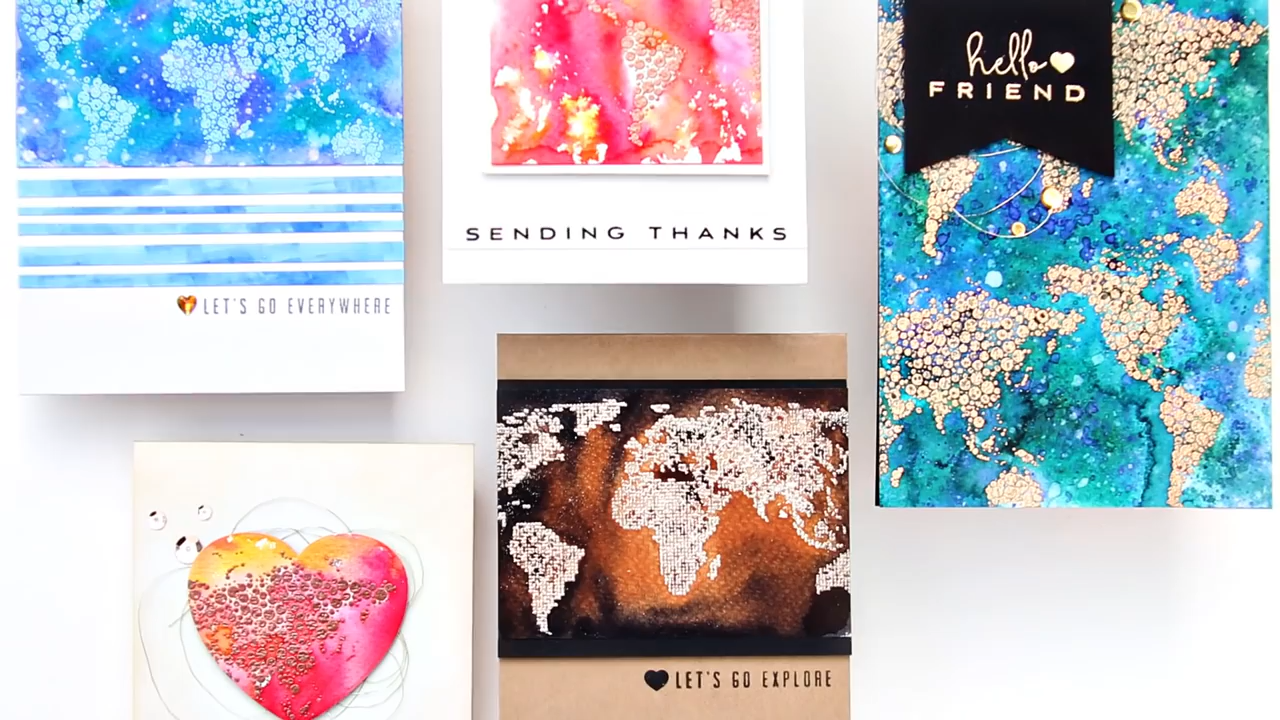 hello
FRIEND
SENDING THANKS
LET'S GO EVERYWHERE
LET'S GO EXPLORE